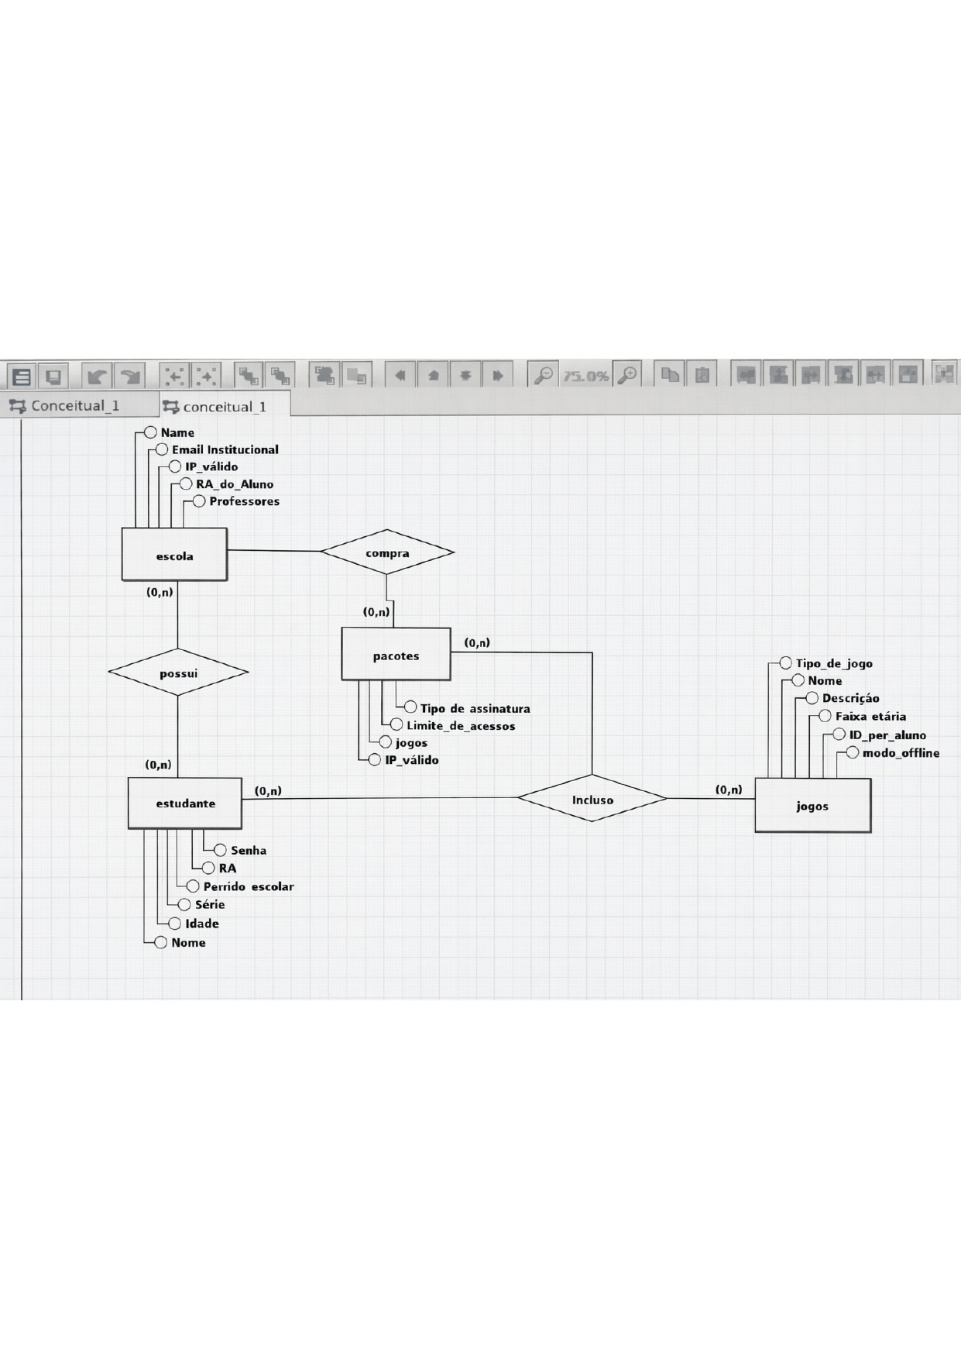 75.0%
Conceitual_1
conceitual_1
Name
Email Institucional
IP_válido
RA_do_Aluno
Professores
escola
compra
(0,n)
(0,n)
pacotes
(0,n)
possui
Tipo de assinatura
Limite_de_acessos
jogos
IP_válido
Tipo_de_jogo
Nome
Descrição
Faixa etária
ID_per_aluno
modo_offline
(0,n)
estudante
(0,n)
Incluso
(0,n)
jogos
Senha
RA
Perrido escolar
Série
Idade
Nome